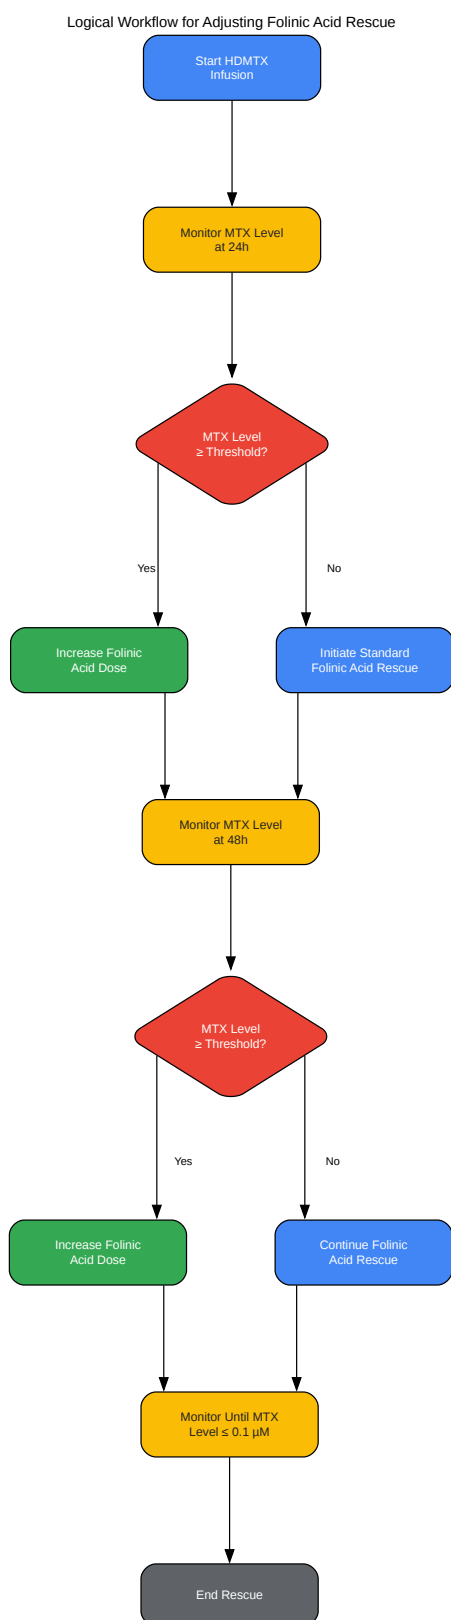 Logical Workflow for Adjusting Folinic Acid Rescue
Start HDMTX
Infusion
Monitor MTX Level
at 24h
MTX Level
≥ Threshold?
Yes
No
Increase Folinic
Acid Dose
Initiate Standard
Folinic Acid Rescue
Monitor MTX Level
at 48h
MTX Level
≥ Threshold?
Yes
No
Increase Folinic
Acid Dose
Continue Folinic
Acid Rescue
Monitor Until MTX
Level ≤ 0.1 µM
End Rescue